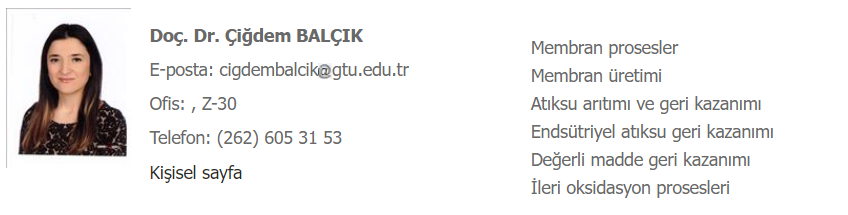 Doç. Dr. Çiğdem BALÇIK
E-posta: cigdembalcik@gtu.edu.tr
Ofis: , Z-30
Telefon: (262) 605 31 53
Kişisel sayfa
Membran prosesler
Membran üretimi
Atıksu arıtımı ve geri kazanımı
Endsütriyel atıksu geri kazanımı
Değerli madde geri kazanımı
İleri oksidasyon prosesleri